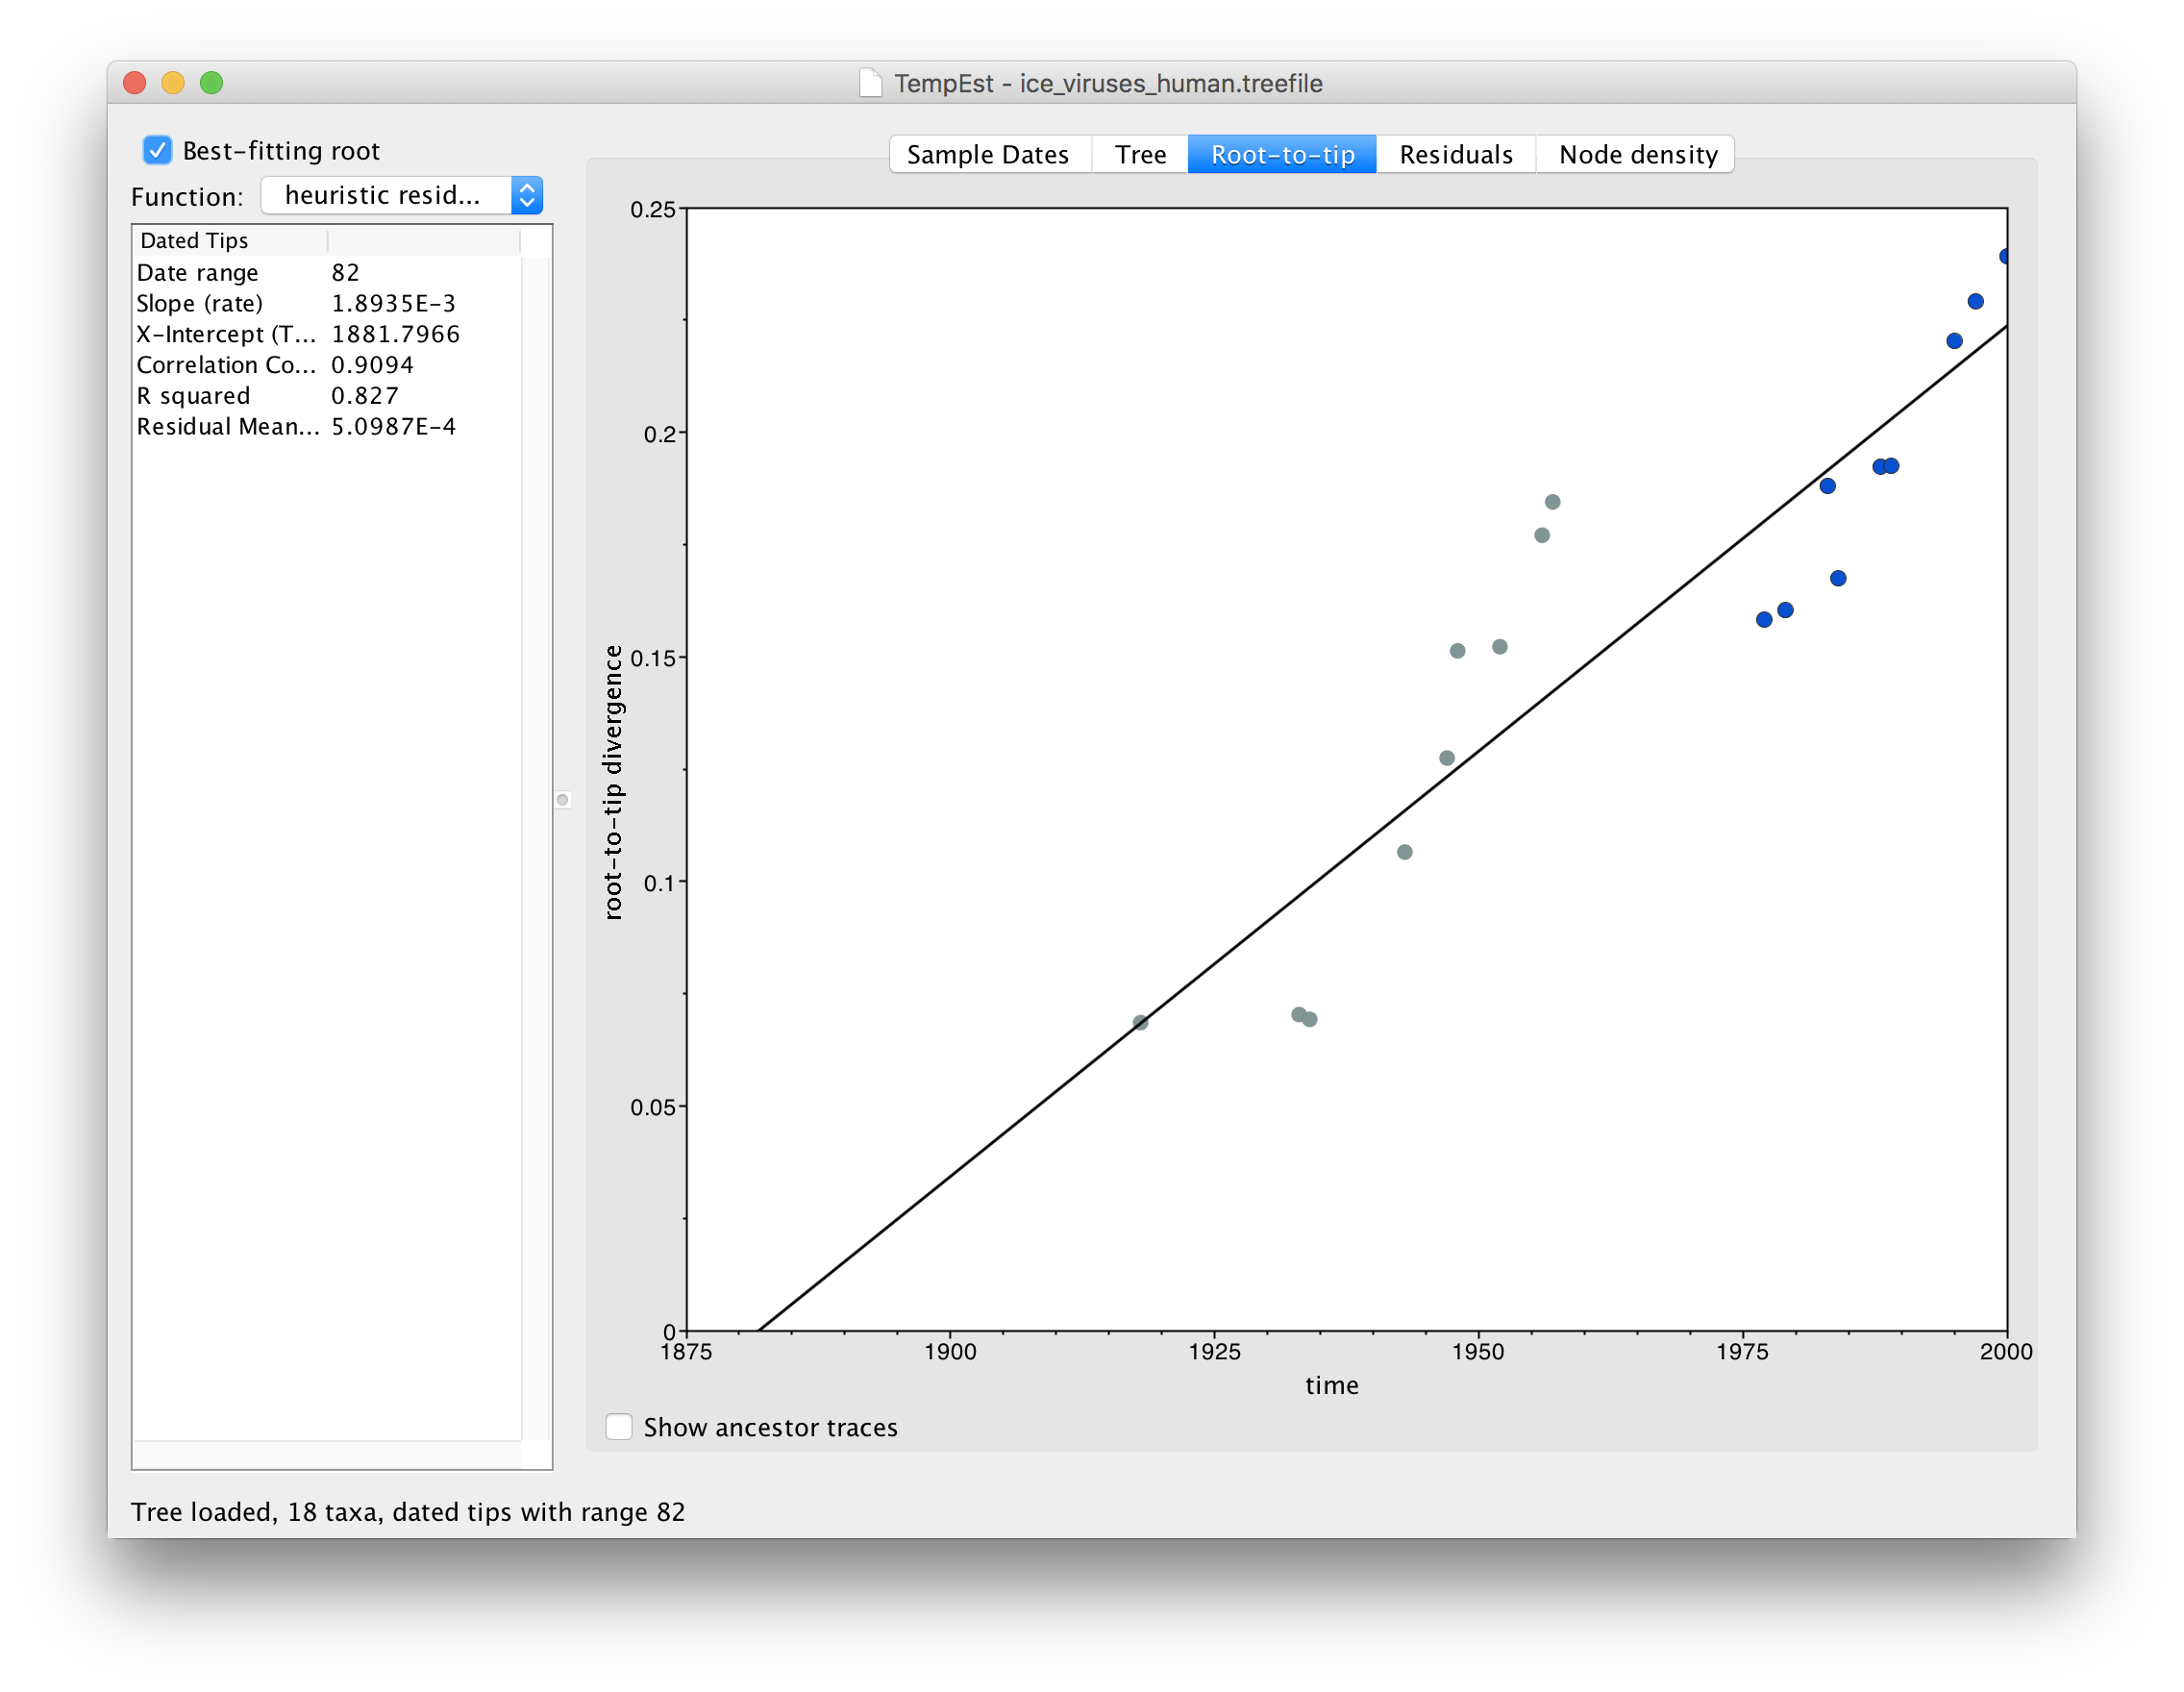 TempEst - ice_viruses_human.treefile
Best-fitting root
Function: heuristic resid...
Dated Tips
Date range 82
Slope (rate) 1.8935E-3
X-Intercept (T... 1881.7966
Correlation Co... 0.9094
R squared 0.827
Residual Mean... 5.0987E-4
Sample Dates Tree Root-to-tip Residuals Node density
0.25
0.2
0.15
0.1
0.05
0
root-to-tip divergence
1875 1900 1925 1950 1975 2000
time
Show ancestor traces
Tree loaded, 18 taxa, dated tips with range 82